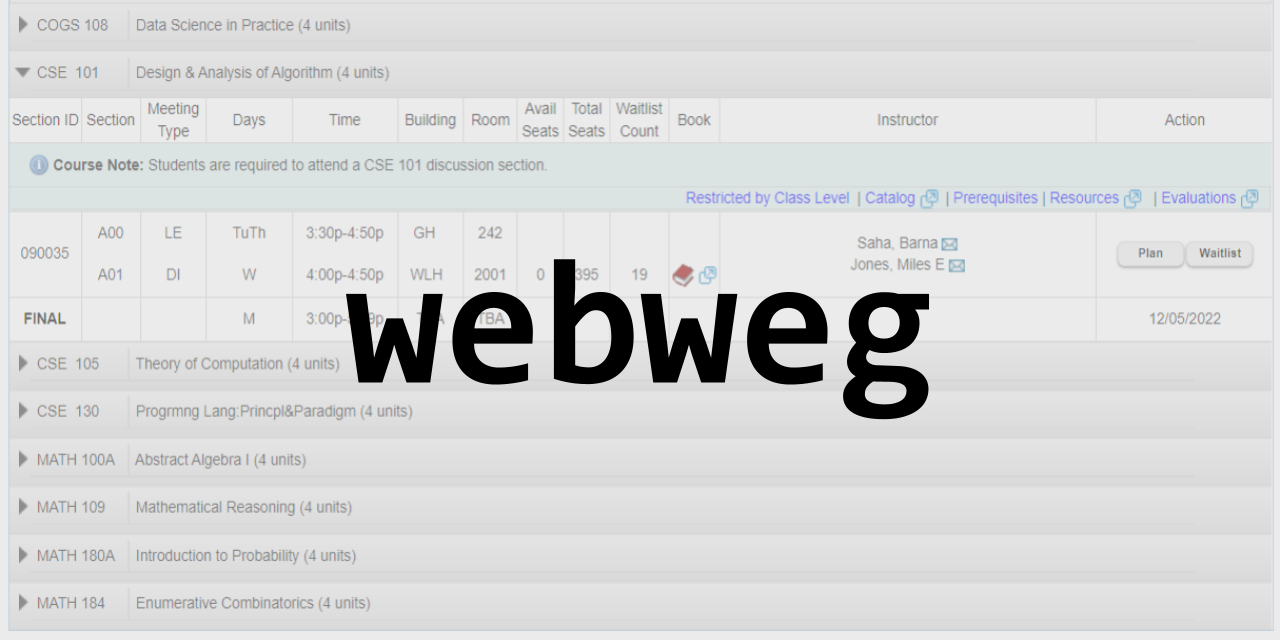 COGS 108 Data Science in Practice (4 units)
CSE 101 Design & Analysis of Algorithm (4 units)
Section ID Section Meeting Type Days Time Building Room Avail Seats Total Seats Waitlist Count Book Instructor Action
Course Note: Students are required to attend a CSE 101 discussion section.
Restricted by Class Level | Catalog | Prerequisites | Resources | Evaluations
090035
A00 LE TuTh 3:30p-4:50p GH 242
A01 DI W 4:00p-4:50p WLH 2001 0 395 19
Saha, Barna
Jones, Miles E
Plan Waitlist
FINAL M TBA 12/05/2022
webweg
CSE 105 Theory of Computation (4 units)
CSE 130 Progrmng Lang:Princpl&Paradigm (4 units)
MATH 100A Abstract Algebra I (4 units)
MATH 109 Mathematical Reasoning (4 units)
MATH 180A Introduction to Probability (4 units)
MATH 184 Enumerative Combinatorics (4 units)